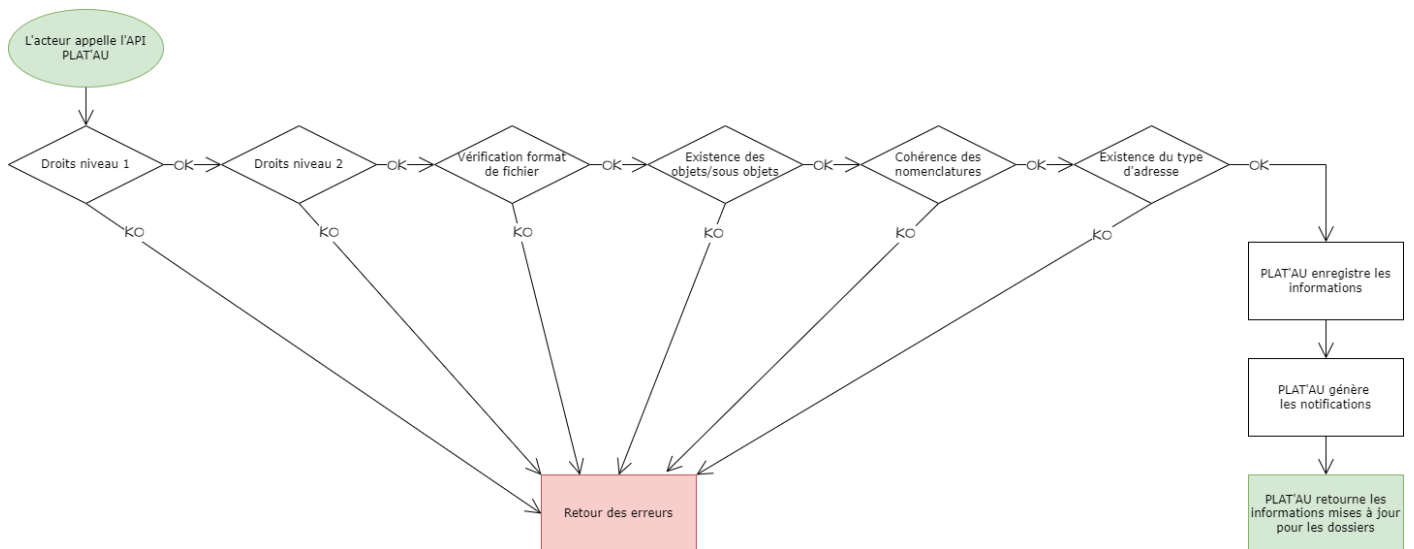 L'acteur appelle l'API
PLAT'AU
Droits niveau 1
OK
Droits niveau 2
OK
Vérification format
de fichier
OK
Existence des
objets/sous objets
OK
Cohérence des
nomenclatures
OK
Existence du type
d'adresse
OK
KO
KO
KO
KO
KO
KO
PLAT'AU enregistre les
informations
PLAT'AU génère
les notifications
Retour des erreurs
PLAT'AU retourne les
informations mises à jour
pour les dossiers